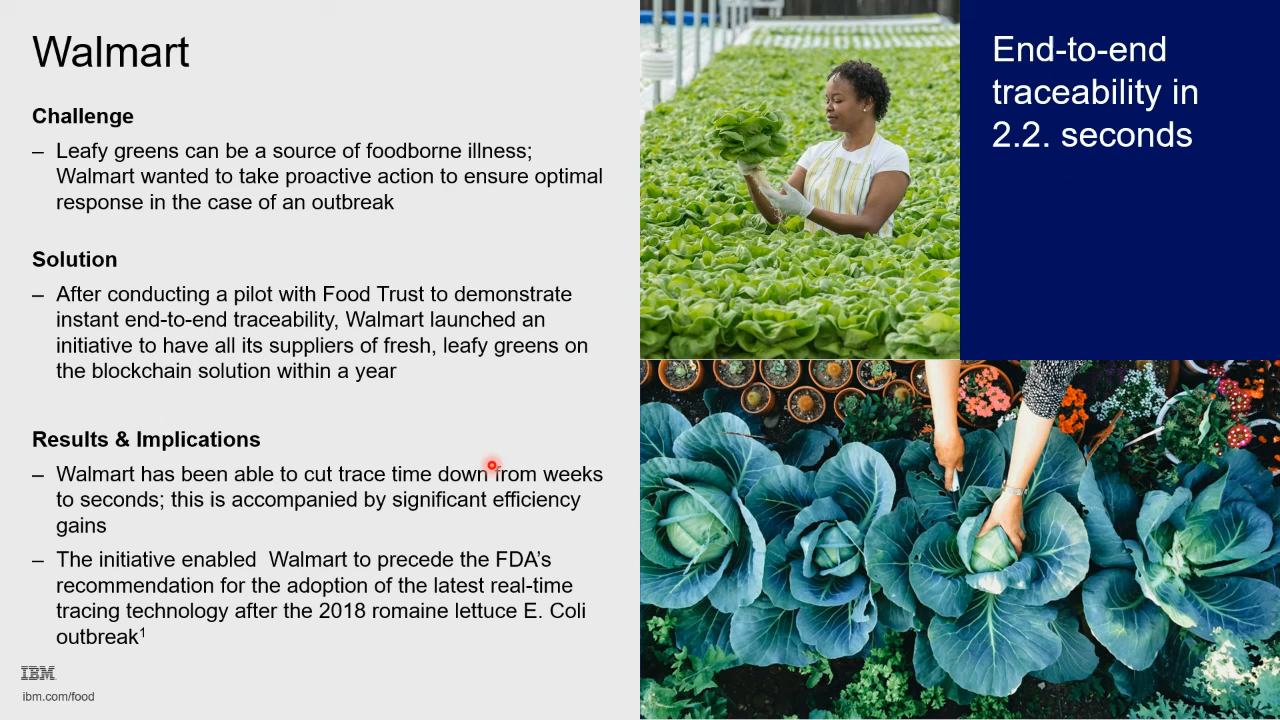 Walmart
Challenge
– Leafy greens can be a source of foodborne illness;
Walmart wanted to take proactive action to ensure optimal
response in the case of an outbreak
Solution
– After conducting a pilot with Food Trust to demonstrate
instant end-to-end traceability, Walmart launched an
initiative to have all its suppliers of fresh, leafy greens on
the blockchain solution within a year
Results & Implications
– Walmart has been able to cut trace time down from weeks
to seconds; this is accompanied by significant efficiency
gains
– The initiative enabled  Walmart to precede the FDA’s
recommendation for the adoption of the latest real-time
tracing technology after the 2018 romaine lettuce E. Coli
outbreak¹
IBM
ibm.com/food
End-to-end
traceability in
2.2. seconds